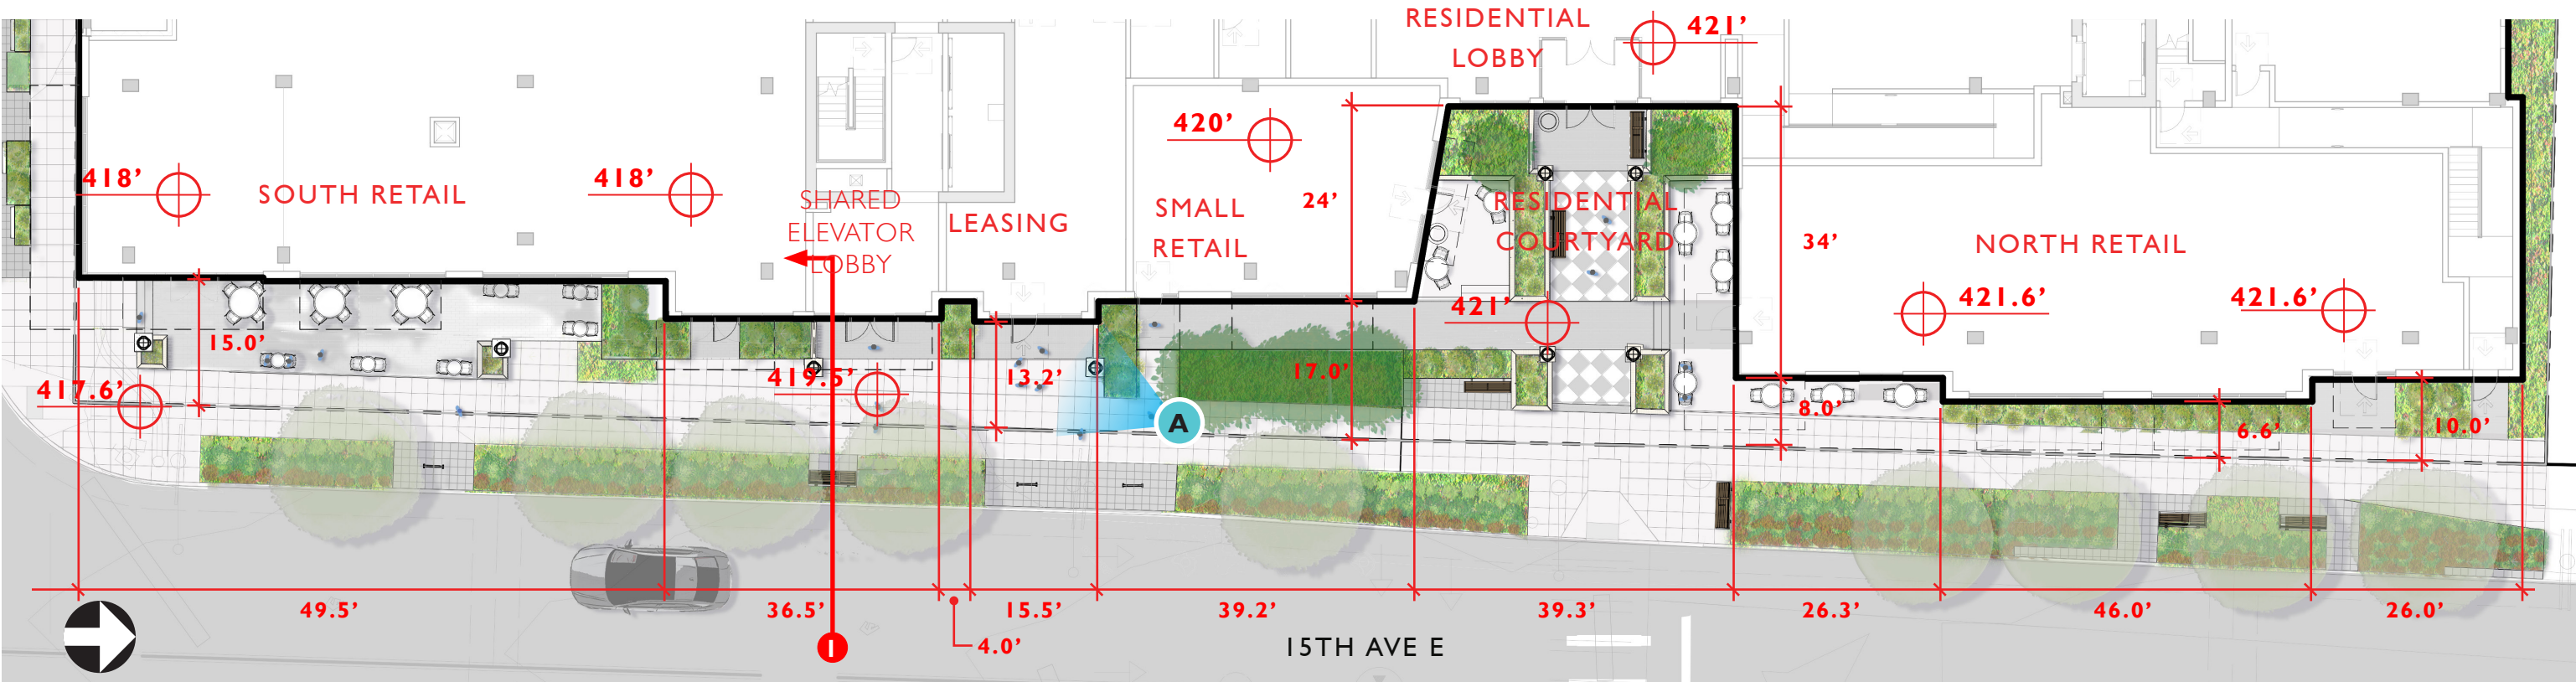 RESIDENTIAL
LOBBY
421’
420’
418’
418’
SOUTH RETAIL
SHARED
ELEVATOR
LOBBY
LEASING
SMALL
RETAIL
24’
RESIDENTIAL
COURTYARD
34’
NORTH RETAIL
421’
421.6’
421.6’
15.0’
417.6’
419.5’
13.2’
17.0’
A
8.0’
6.6’
10.0’
49.5’
36.5’
4.0’
15.5’
39.2’
39.3’
26.3’
46.0’
26.0’
1
15TH AVE E